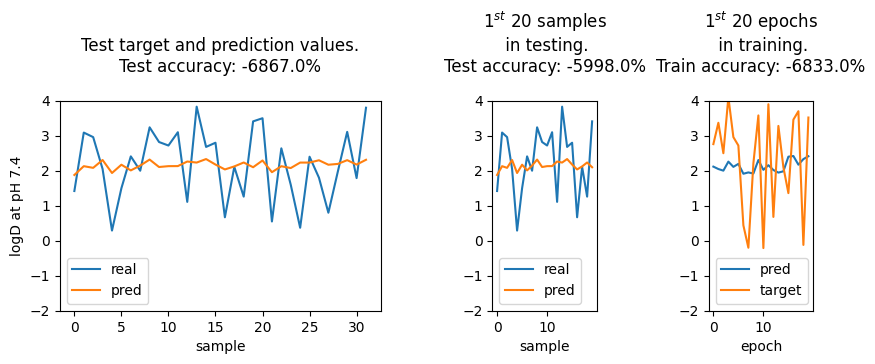 Test target and prediction values.
Test accuracy: -6867.0%
logD at pH 7.4
4
3
2
1
0
−1
−2
real
pred
0 5 10 15 20 25 30
sample
1st 20 samples
in testing.
Test accuracy: -5998.0%
4
3
2
1
0
−1
−2
real
pred
0 10
sample
1st 20 epochs
in training.
Train accuracy: -6833.0%
4
3
2
1
0
−1
−2
pred
target
0 10
epoch